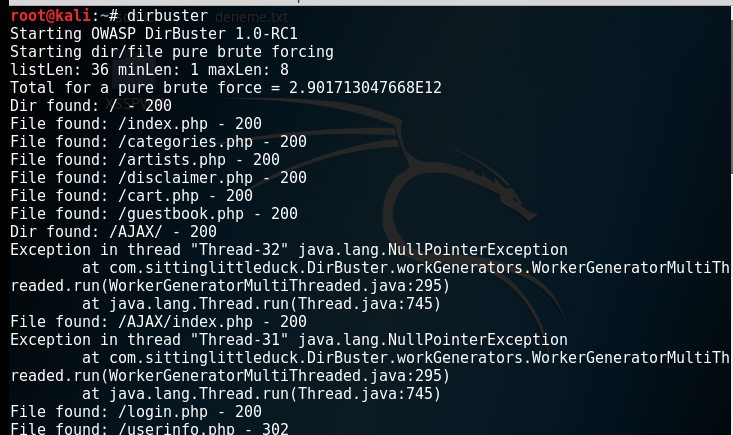 root@kali:~# dirbuster
deneme.txt
Starting OWASP DirBuster 1.0-RC1
Starting dir/file pure brute forcing
listLen: 36 minLen: 1 maxLen: 8
Total for a pure brute force = 2.901713047668E12
Dir found: / - 200
File found: /index.php - 200
File found: /categories.php - 200
File found: /artists.php - 200
File found: /disclaimer.php - 200
File found: /cart.php - 200
File found: /guestbook.php - 200
Dir found: /AJAX/ - 200
Exception in thread "Thread-32" java.lang.NullPointerException
        at com.sittinglittleduck.DirBuster.workGenerators.WorkerGeneratorMultiTh
readed.run(WorkerGeneratorMultiThreaded.java:295)
        at java.lang.Thread.run(Thread.java:745)
File found: /AJAX/index.php - 200
Exception in thread "Thread-31" java.lang.NullPointerException
        at com.sittinglittleduck.DirBuster.workGenerators.WorkerGeneratorMultiTh
readed.run(WorkerGeneratorMultiThreaded.java:295)
        at java.lang.Thread.run(Thread.java:745)
File found: /login.php - 200
File found: /userinfo.php - 302